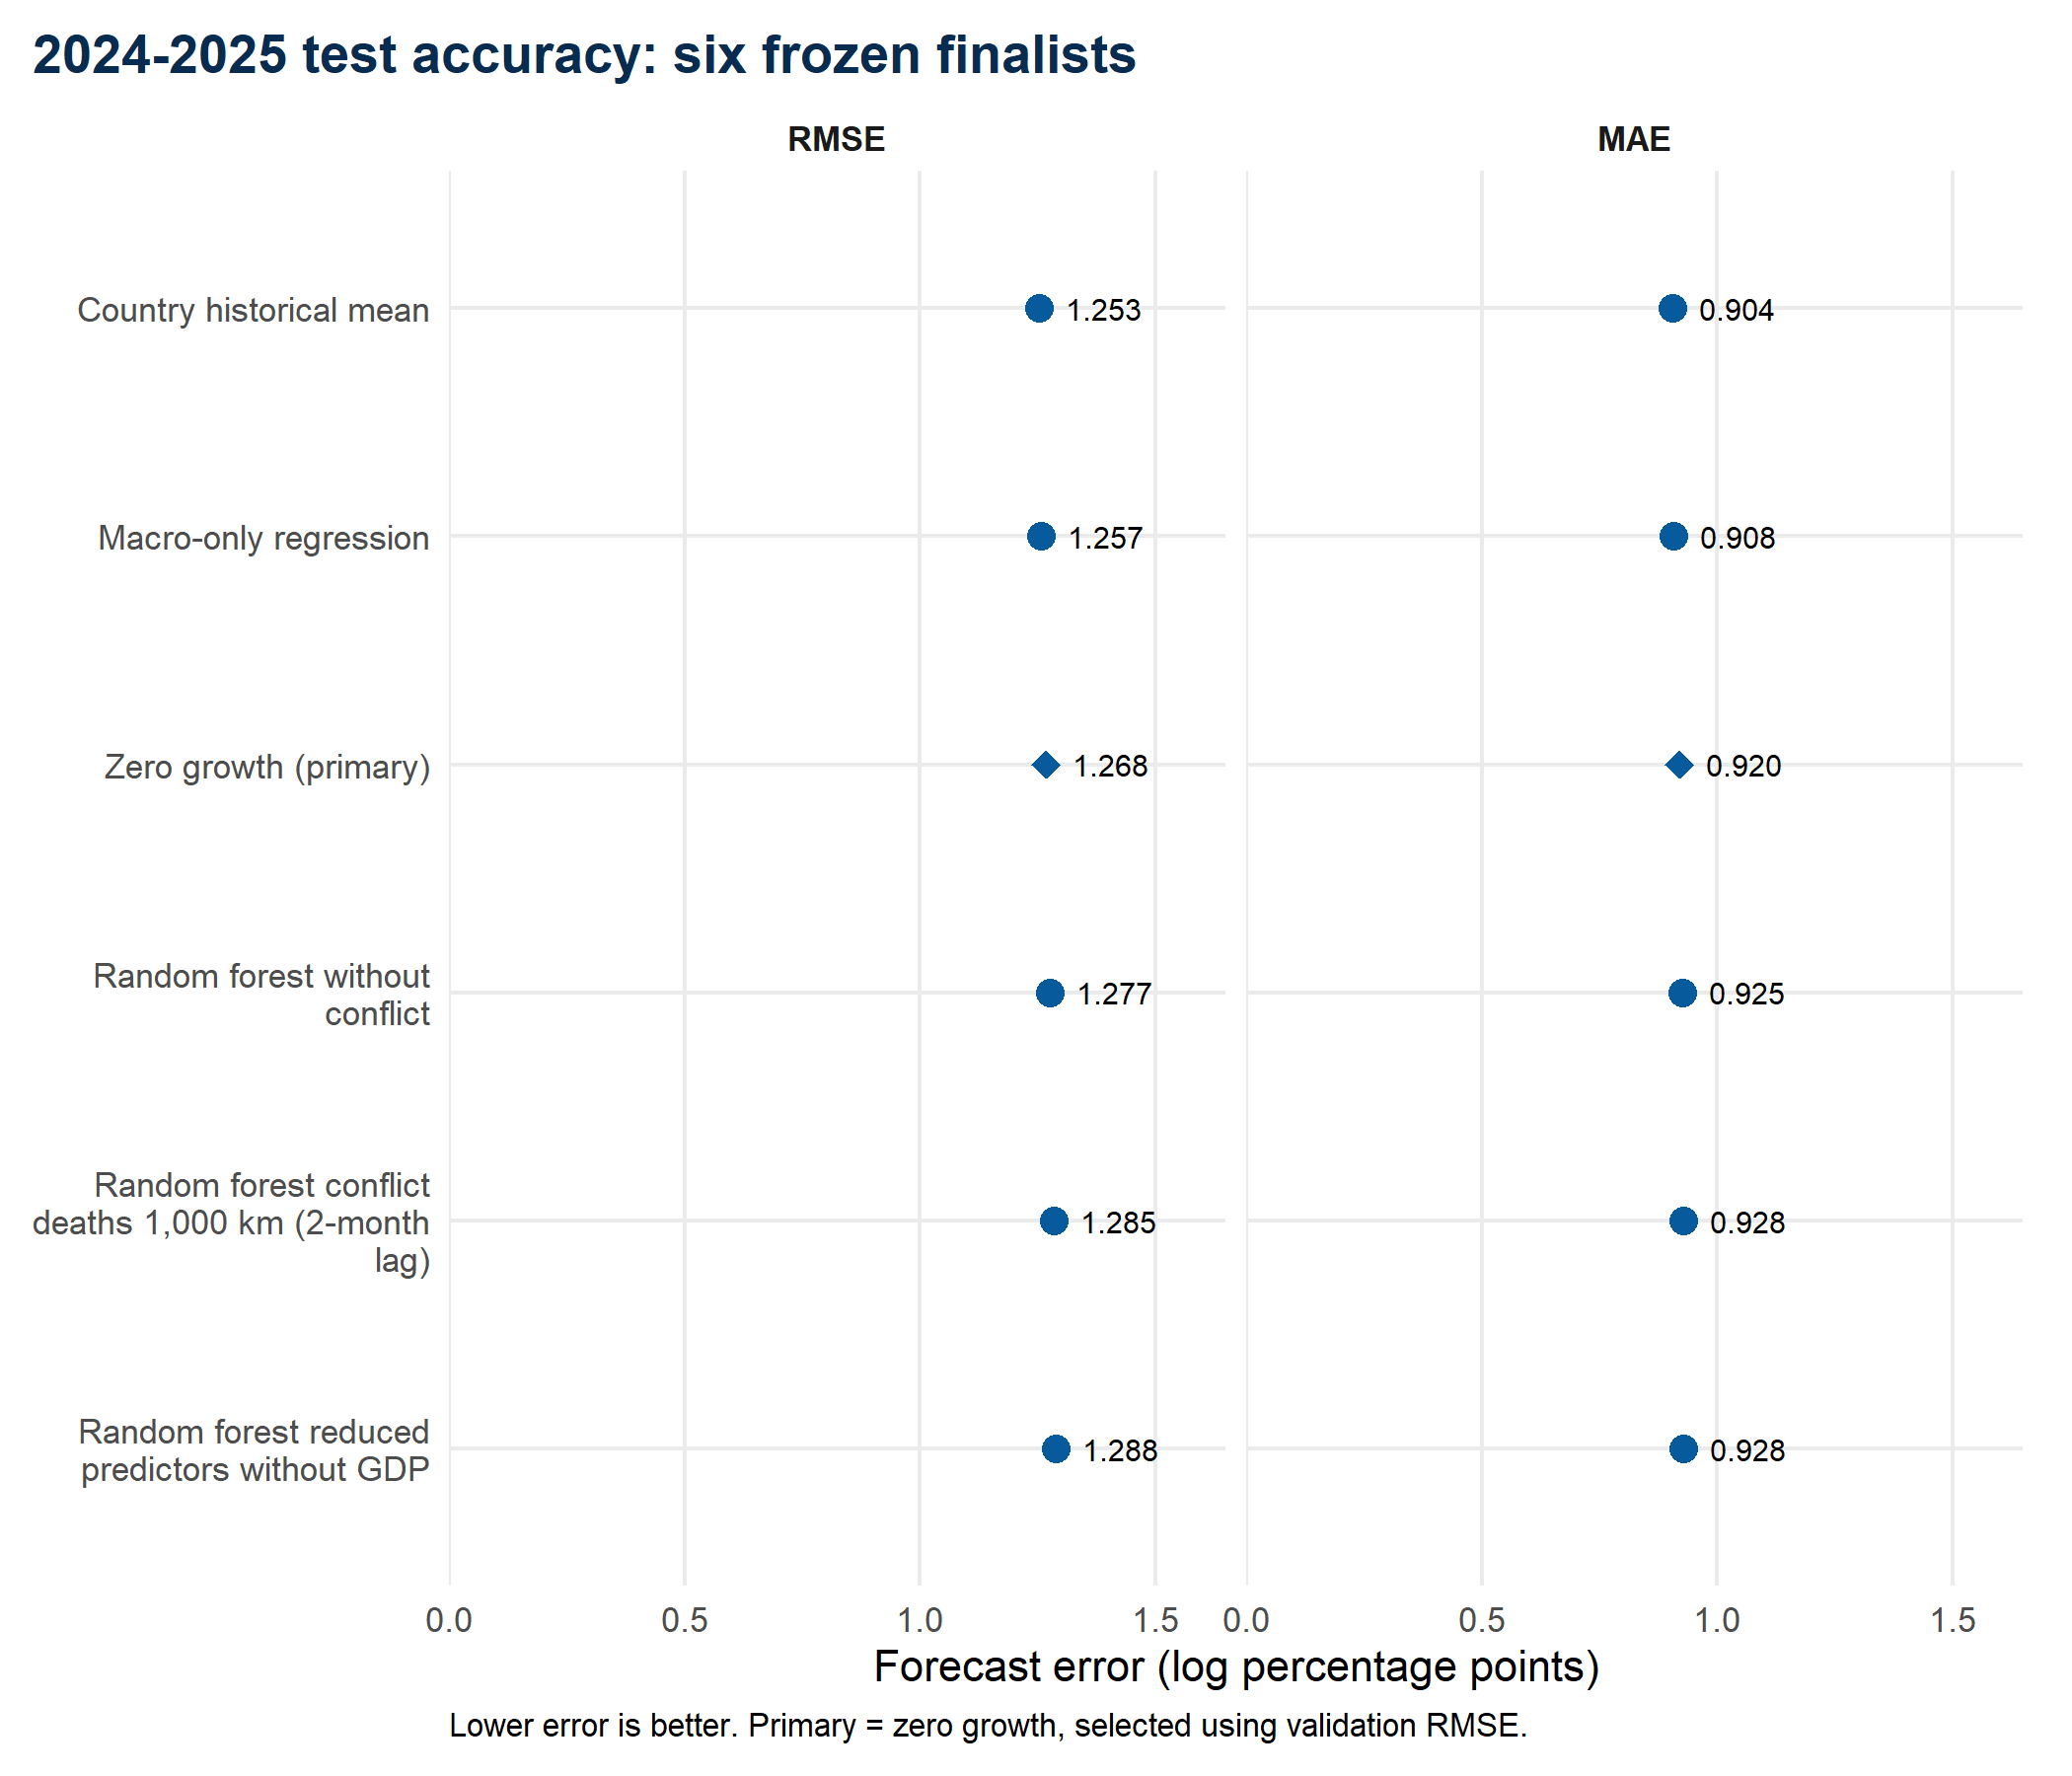 2024-2025 test accuracy: six frozen finalists
RMSE
MAE
Country historical mean
1.253
0.904
Macro-only regression
1.257
0.908
Zero growth (primary)
1.268
0.920
Random forest without
conflict
1.277
0.925
Random forest conflict
deaths 1,000 km (2-month
lag)
1.285
0.928
Random forest reduced
predictors without GDP
1.288
0.928
0.0 0.5 1.0 1.5 0.0 0.5 1.0 1.5
Forecast error (log percentage points)
Lower error is better. Primary = zero growth, selected using validation RMSE.